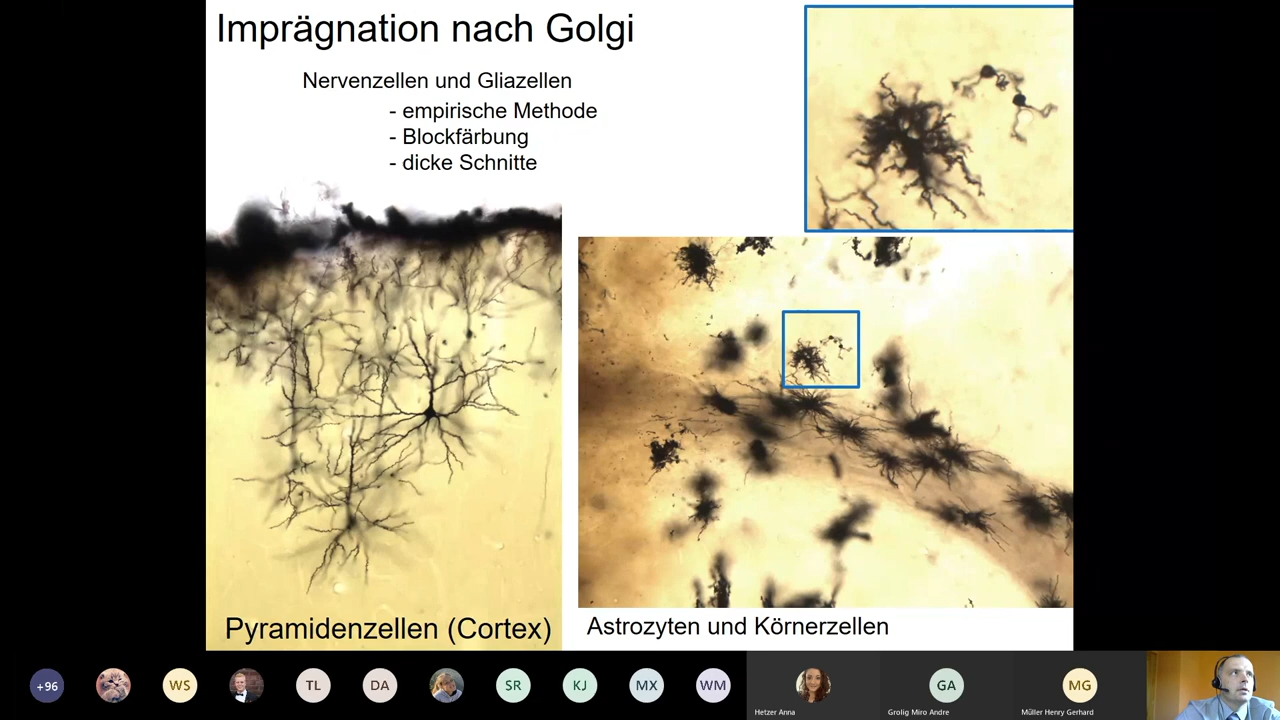 Imprägnation nach Golgi
Nervenzellen und Gliazellen
- empirische Methode
- Blockfärbung
- dicke Schnitte
Pyramidenzellen (Cortex)
Astrozyten und Körnerzellen
+96
WS
TL
DA
SR
KJ
MX
WM
GA
MG
Hetzer Anna
Grolig Miro Andre
Müller Henry Gerhard